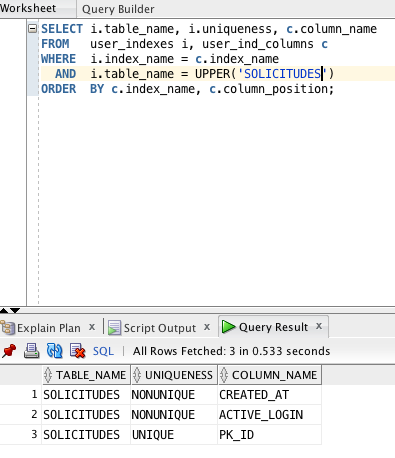 Worksheet Query Builder
SELECT i.table_name, i.uniqueness, c.column_name
FROM user_indexes i, user_ind_columns c
WHERE i.index_name = c.index_name
AND i.table_name = UPPER('SOLICITUDES')
ORDER BY c.index_name, c.column_position;
Explain Plan x Script Output x Query Result x
SQL | All Rows Fetched: 3 in 0.533 seconds
TABLE_NAME UNIQUENESS COLUMN_NAME
1 SOLICITUDES NONUNIQUE CREATED_AT
2 SOLICITUDES NONUNIQUE ACTIVE_LOGIN
3 SOLICITUDES UNIQUE PK_ID